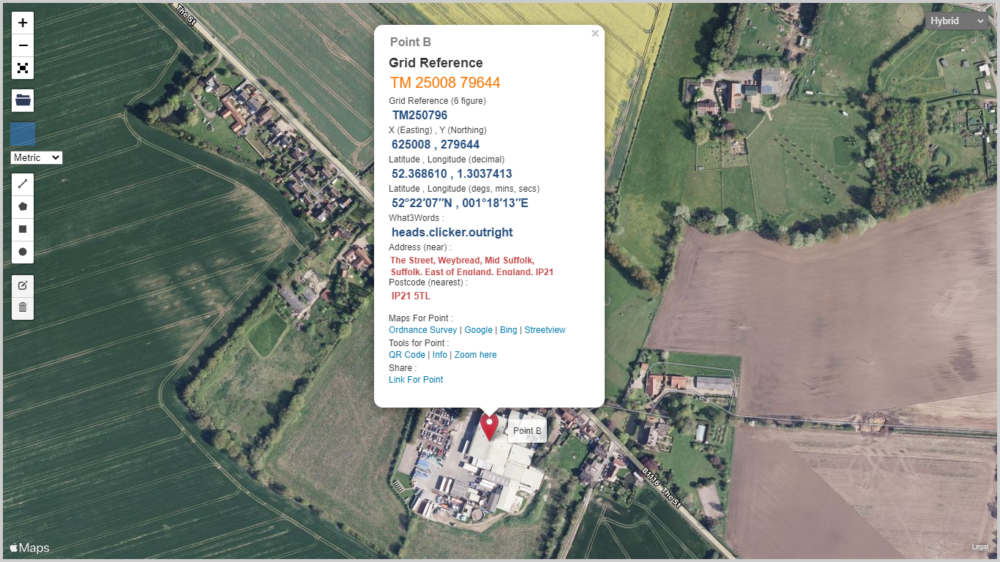 The St
+
−
Hybrid
Metric
Point B
×
Grid Reference
TM 25008 79644
Grid Reference (6 figure)
TM250796
X (Easting) , Y (Northing)
625008 , 279644
Latitude , Longitude (decimal)
52.368610 , 1.3037413
Latitude , Longitude (degs, mins, secs)
52°22′07″N , 001°18′13″E
What3Words :
heads.clicker.outright
Address (near) :
The Street, Weybread, Mid Suffolk,
Suffolk, East of England, England, IP21
Postcode (nearest) :
IP21 5TL
Maps For Point :
Ordnance Survey | Google | Bing | Streetview
Tools for Point :
QR Code | Info | Zoom here
Share :
Link For Point
Point B
B1116 The St
Maps
Legal